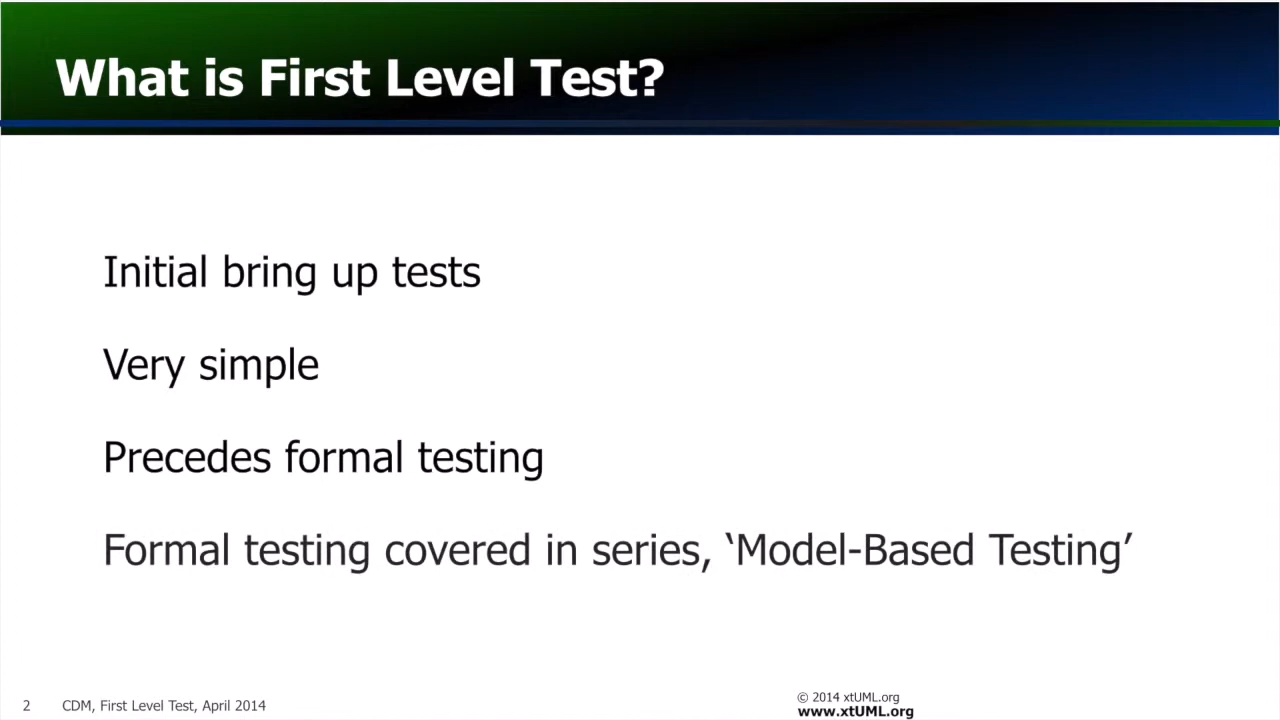 What is First Level Test?
Initial bring up tests
Very simple
Precedes formal testing
Formal testing covered in series, ‘Model-Based Testing’
2 CDM, First Level Test, April 2014
© 2014 xtUML.org
www.xtUML.org